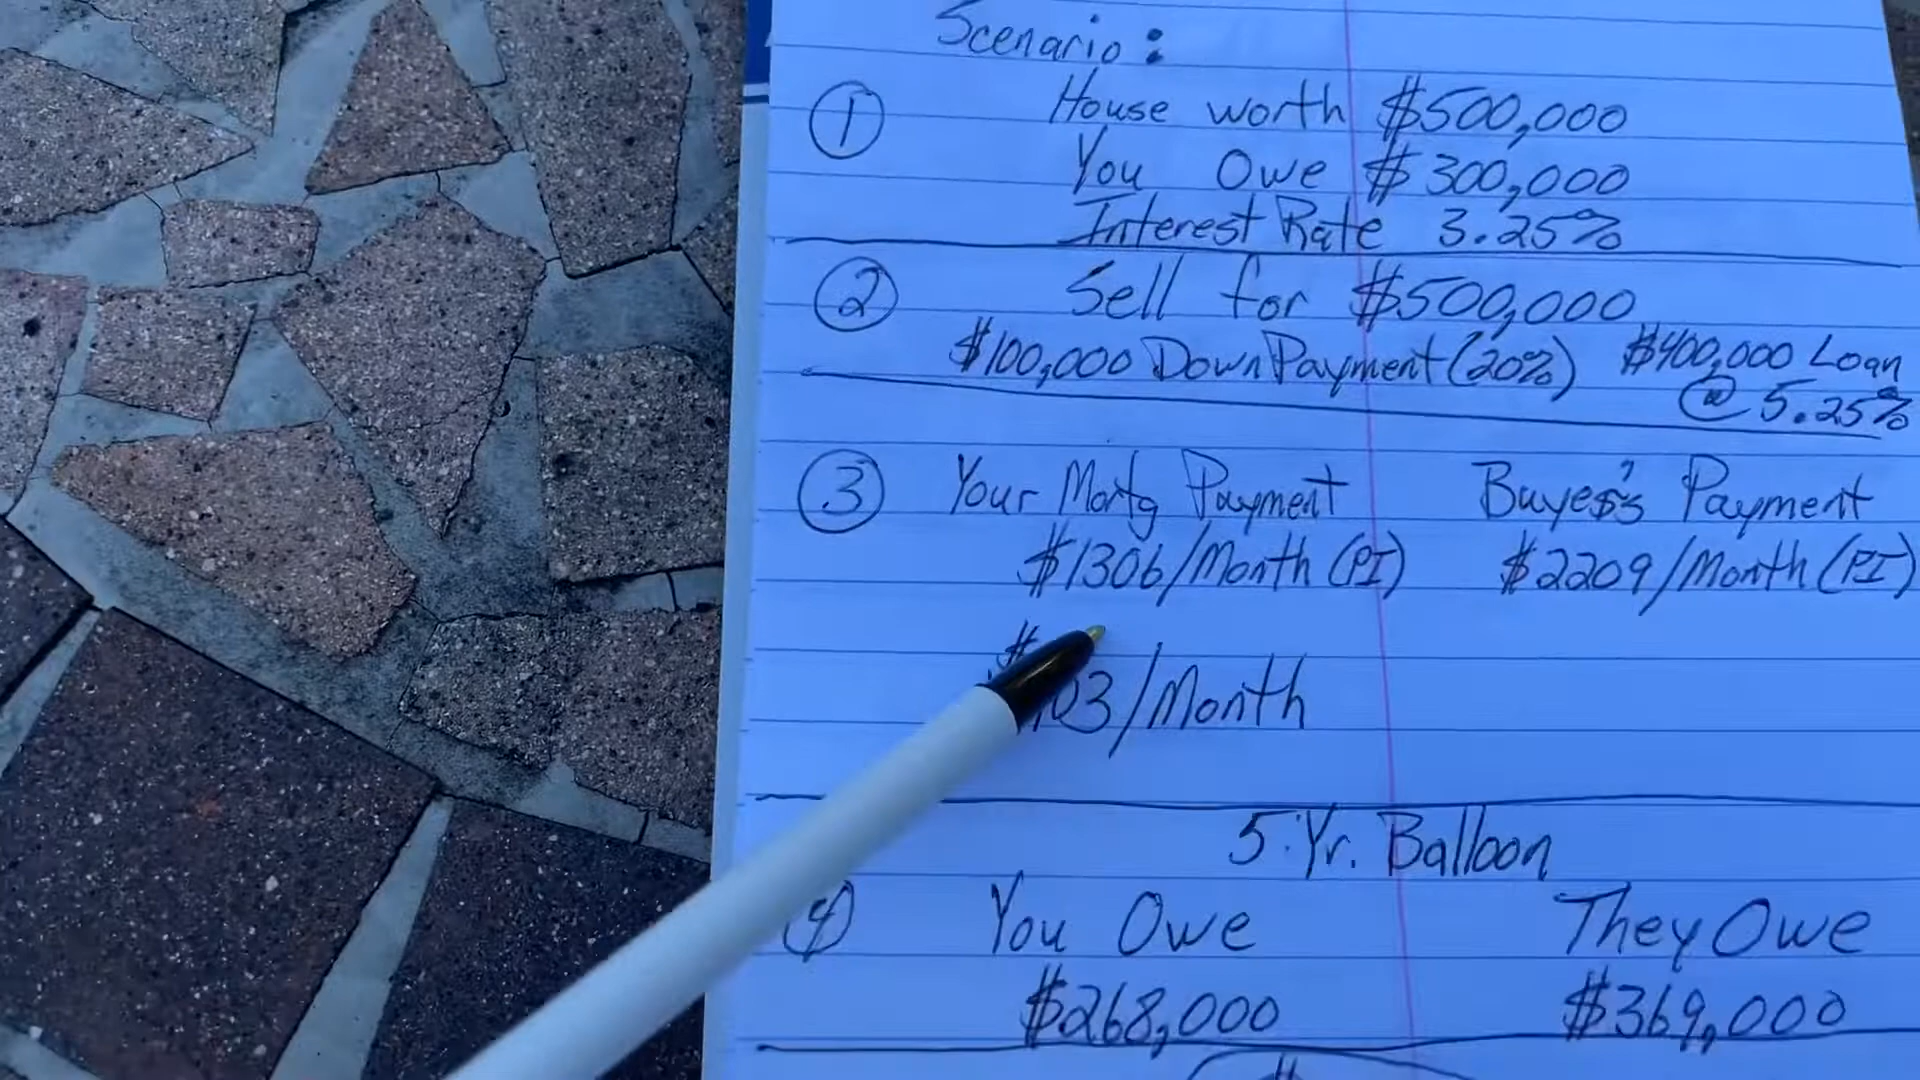 Scenario:
① House worth $500,000
You Owe $300,000
Interest Rate 3.25%
② Sell for $500,000
$100,000 Down Payment (20%) $400,000 Loan
@ 5.25%
③ Your Mortg Payment Buyer's Payment
$1306/Month (PI) $2209/Month (PI)
$ 03/Month
5 Yr. Balloon
④ You Owe They Owe
$268,000 $369,000